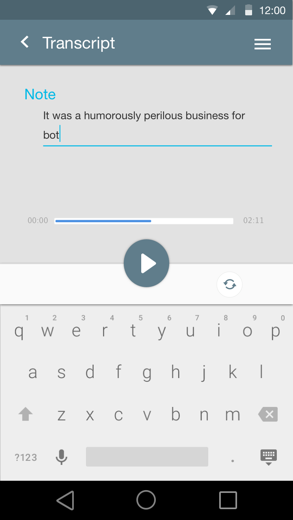 12:00
Transcript
Note
It was a humorously perilous business for
bot
00:00 02:11
1 2 3 4 5 6 7 8 9 0
q w e r t y u i o p
a s d f g h j k l
z x c v b n m
?123 .